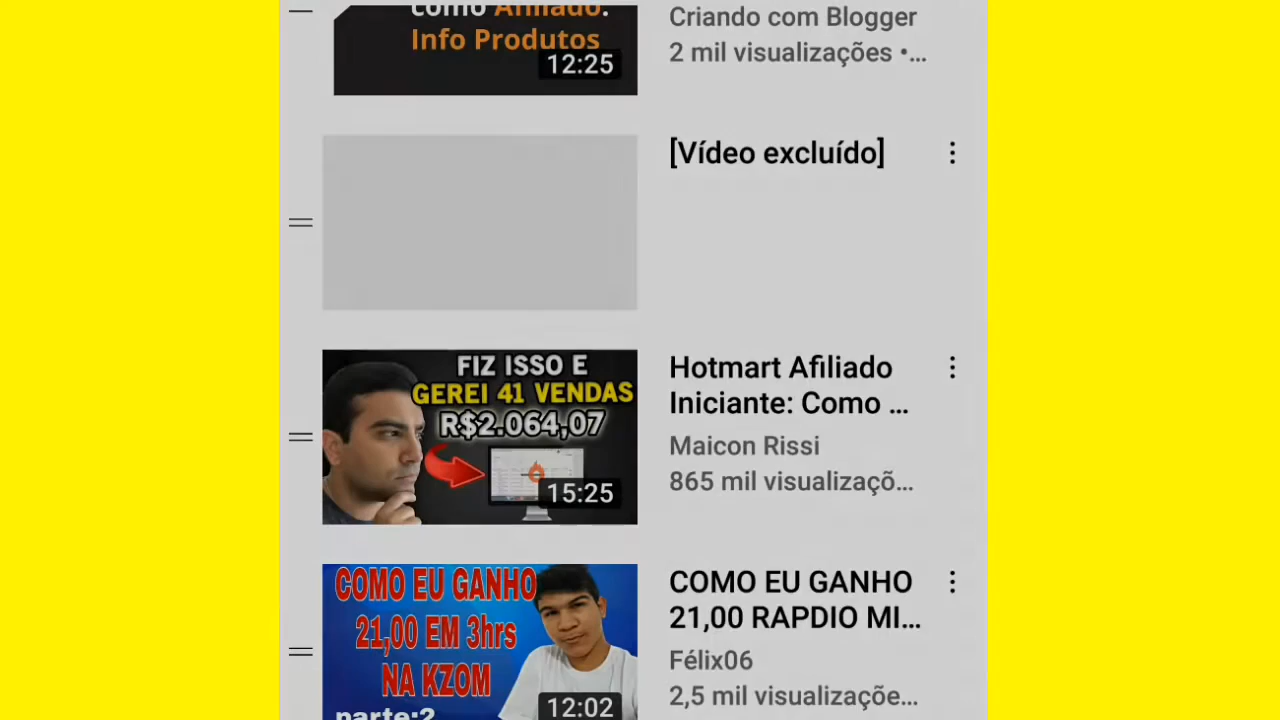 como Afiliado.
Info Produtos
12:25
Criando com Blogger
2 mil visualizações •...
[Vídeo excluído]
FIZ ISSO E
GEREI 41 VENDAS
R$2.064,07
15:25
Hotmart Afiliado
Iniciante: Como ...
Maicon Rissi
865 mil visualizaçõ...
COMO EU GANHO
21,00 EM 3hrs
NA KZOM
parte:2
12:02
COMO EU GANHO
21,00 RAPDIO MI...
Félix06
2,5 mil visualizaçõe...